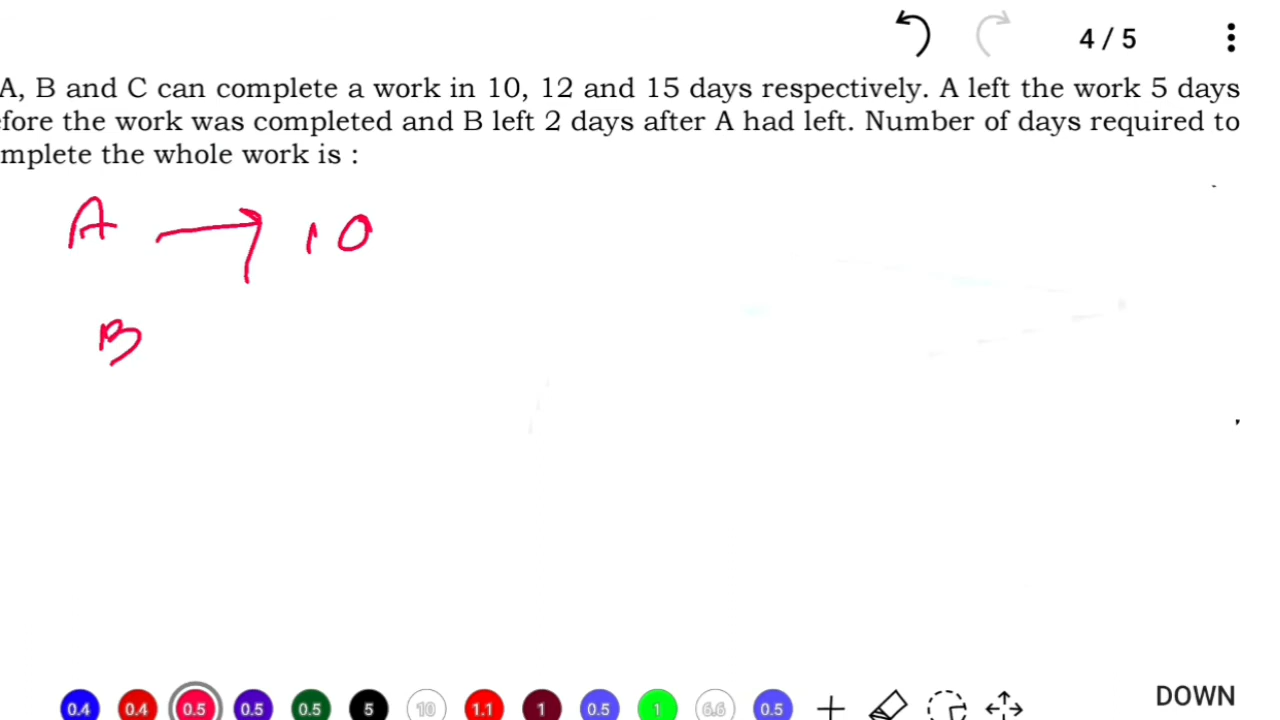 4 / 5
A, B and C can complete a work in 10, 12 and 15 days respectively. A left the work 5 days
efore the work was completed and B left 2 days after A had left. Number of days required to
mplete the whole work is :
A → 10
B
0.4 0.4 0.5 0.5 0.5 5 10 1.1 1 0.5 1 6.6 0.5
DOWN